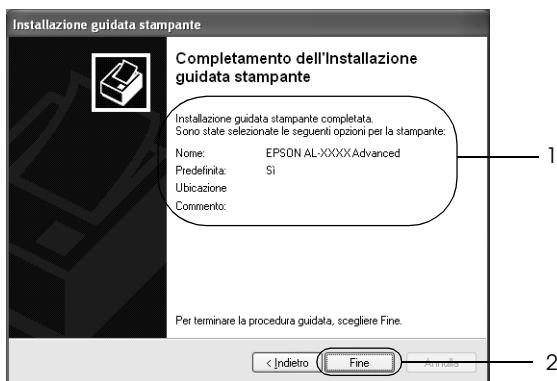 Installazione guidata stampante
Completamento dell'Installazione
guidata stampante
Installazione guidata stampante completata.
Sono state selezionate le seguenti opzioni per la stampante:
Nome: EPSON AL-XXXX Advanced
Predefinita: Sì
Ubicazione
Commento:
1
Per terminare la procedura guidata, scegliere Fine.
< Indietro Fine Annulla
2